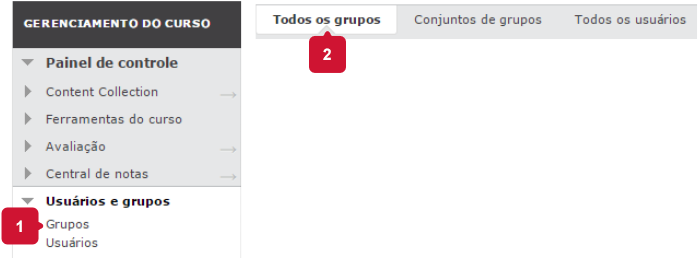 GERENCIAMENTO DO CURSO
Painel de controle
Content Collection
Ferramentas do curso
Avaliação
Central de notas
Usuários e grupos
1
Grupos
Usuários
Todos os grupos Conjuntos de grupos Todos os usuários
2